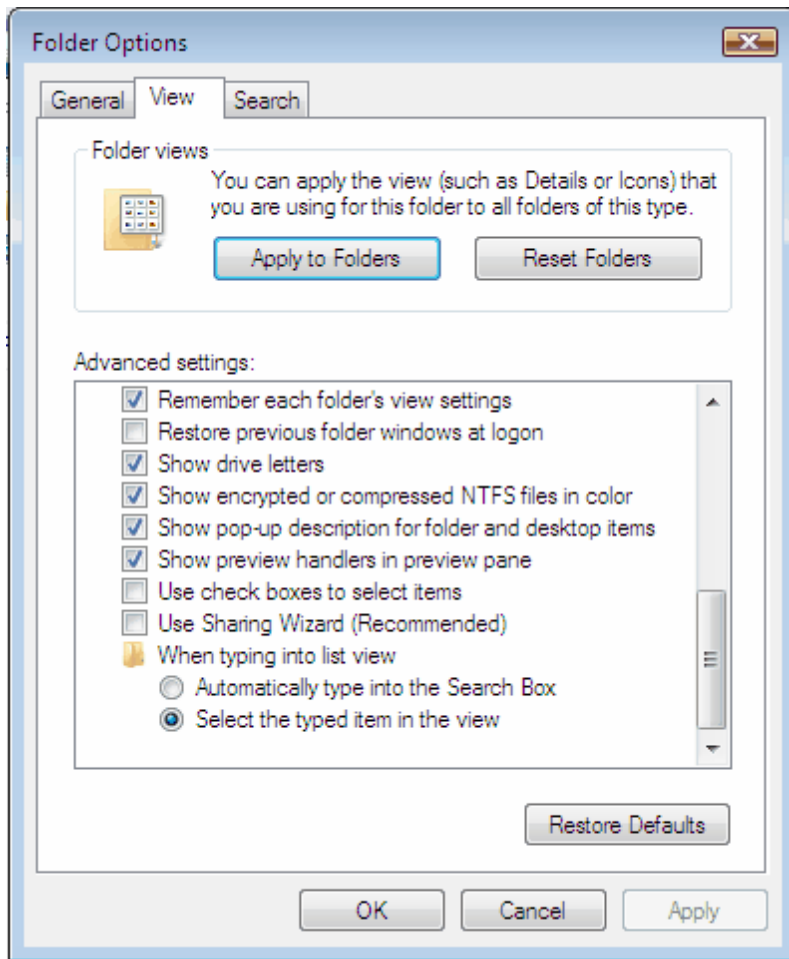 Folder Options
General
View
Search
Folder views
You can apply the view (such as Details or Icons) that
you are using for this folder to all folders of this type.
Apply to Folders
Reset Folders
Advanced settings:
Remember each folder's view settings
Restore previous folder windows at logon
Show drive letters
Show encrypted or compressed NTFS files in color
Show pop-up description for folder and desktop items
Show preview handlers in preview pane
Use check boxes to select items
Use Sharing Wizard (Recommended)
When typing into list view
Automatically type into the Search Box
Select the typed item in the view
Restore Defaults
OK
Cancel
Apply